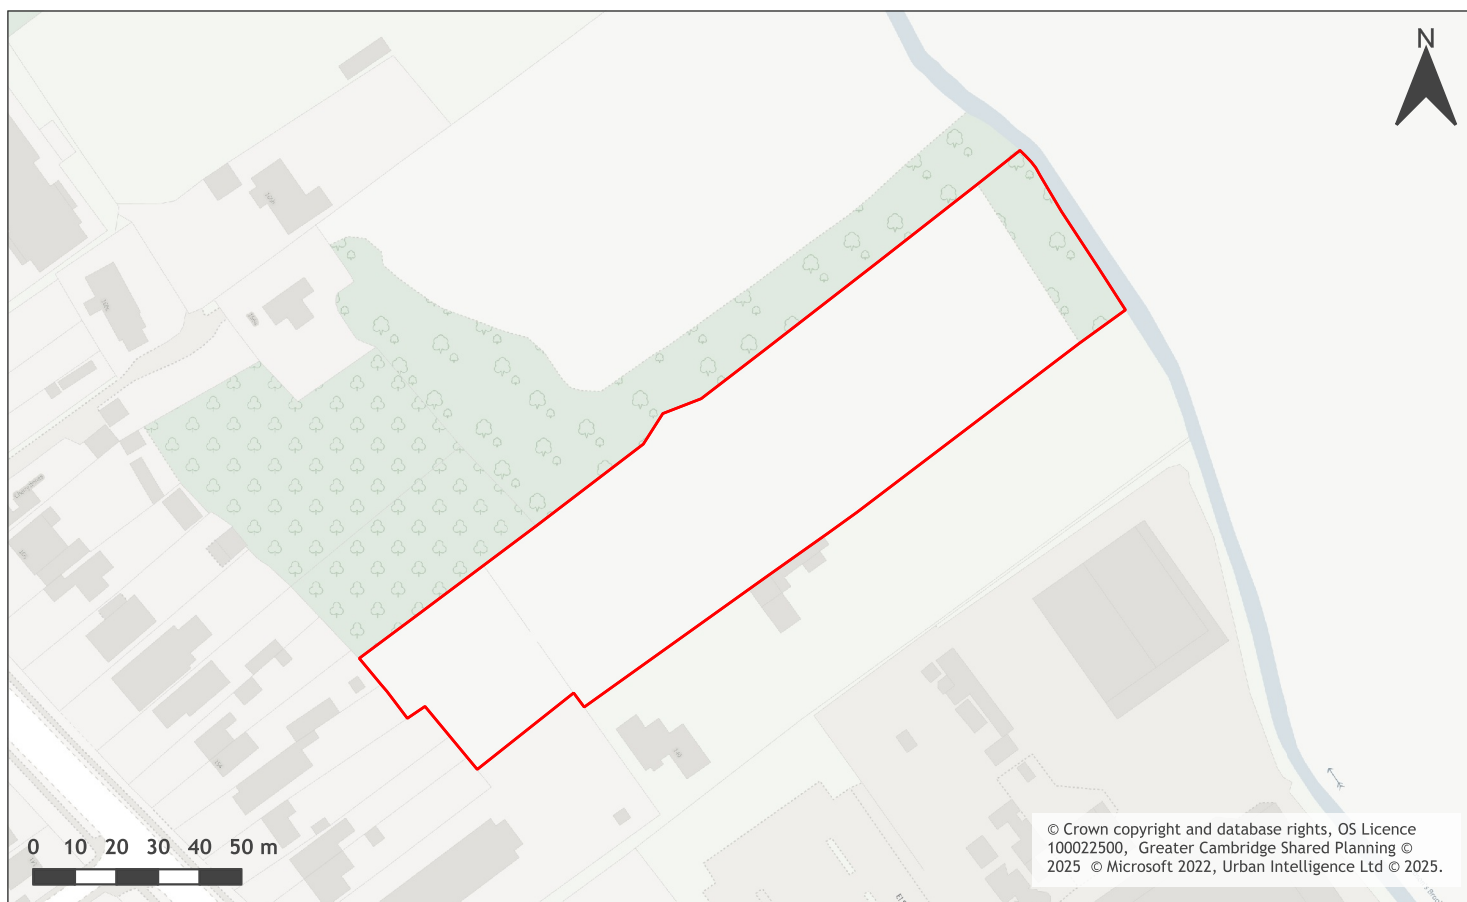 N
0 10 20 30 40 50 m
© Crown copyright and database rights, OS Licence
100022500, Greater Cambridge Shared Planning ©
2025 © Microsoft 2022, Urban Intelligence Ltd © 2025.